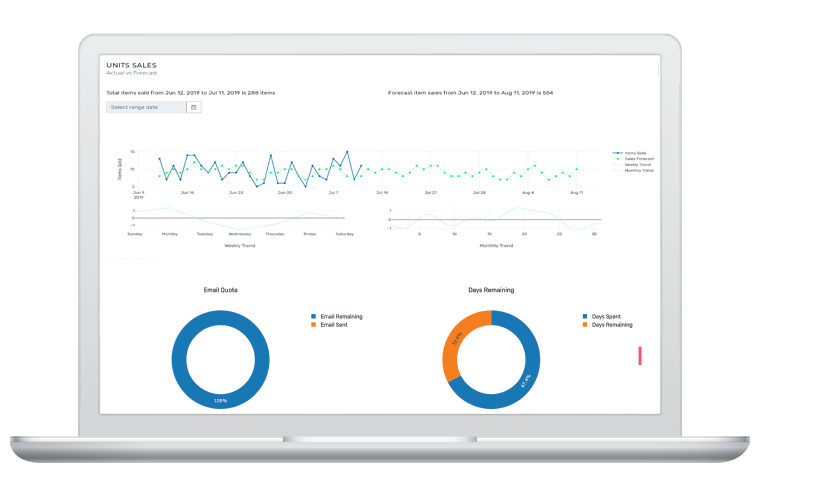 UNITS SALES
Actual vs Forecast
Total items sold from Jun 12, 2019 to Jul 11, 2019 is 288 items
Forecast item sales from Jun 12, 2019 to Aug 11, 2019 is 554
Select range date
Items Sold
15
10
5
Jun 9
2019
Jun 16
Jun 23
Jun 30
Jul 7
Jul 14
Jul 21
Jul 28
Aug 4
Aug 11
Items Sold
Sales Forecast
Weekly Trend
Monthly Trend
1
0
−1
Sunday
Monday
Tuesday
Wednesday
Thursday
Friday
Saturday
Weekly Trend
1
0
−1
5
10
15
20
25
30
Monthly Trend
Email Quota
100%
Email Remaining
Email Sent
Days Remaining
32.6%
67.4%
Days Spent
Days Remaining